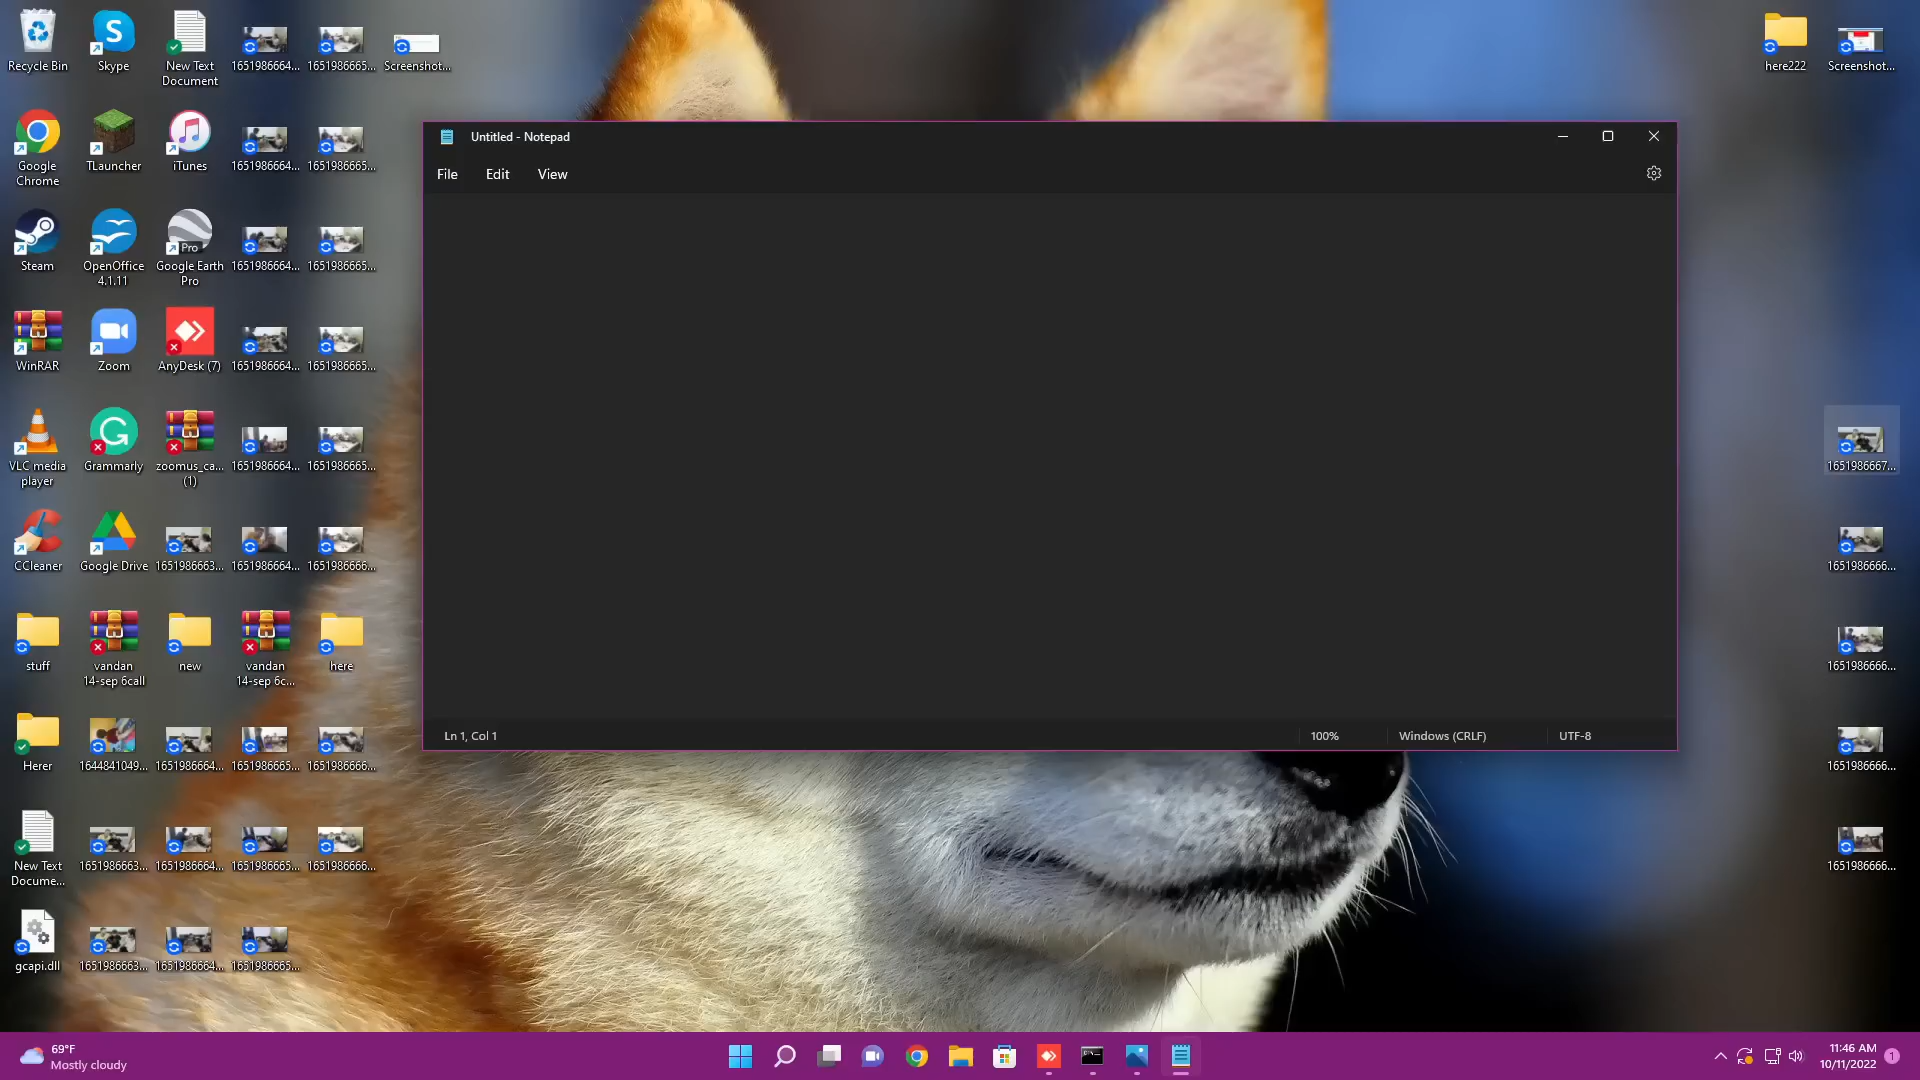 Recycle Bin
Skype
New Text
Document
1651986664...
1651986665...
Screenshot...
here222
Screenshot...
Untitled - Notepad
File
Edit
View
Google
Chrome
TLauncher
iTunes
1651986664...
1651986665...
Steam
OpenOffice
4.1.11
Pro
Google Earth
Pro
1651986664...
1651986665...
WinRAR
Zoom
AnyDesk (7)
1651986664...
1651986665...
VLC media
player
Grammarly
zoomus_ca...
(1)
1651986664...
1651986665...
1651986667...
CCleaner
Google Drive
1651986663...
1651986664...
1651986666...
1651986666...
stuff
vandan
14-sep 6call
new
vandan
14-sep 6c...
here
1651986666...
Ln 1, Col 1
100%
Windows (CRLF)
UTF-8
Herer
1644841049...
1651986664...
1651986665...
1651986666...
1651986666...
New Text
Docume...
1651986663...
1651986664...
1651986665...
1651986666...
1651986666...
gcapi.dll
1651986663...
1651986664...
1651986665...
69°F
Mostly cloudy
11:46 AM
10/11/2022
1